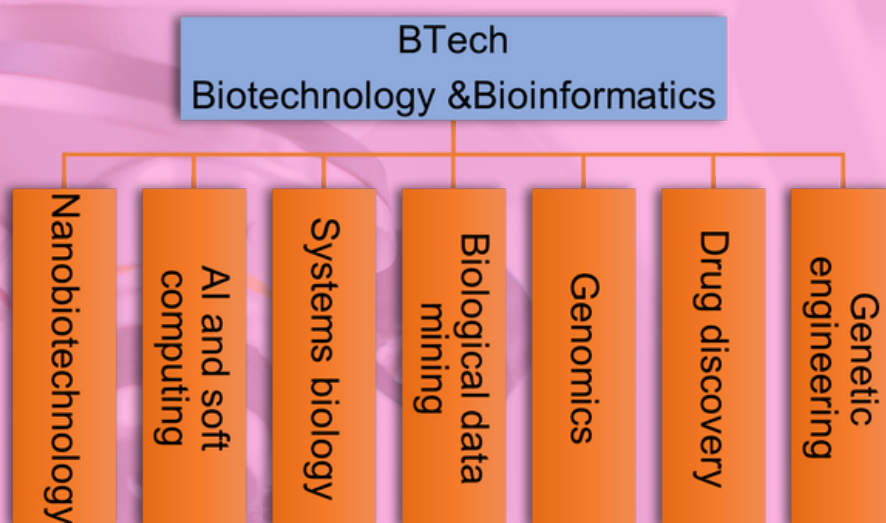 BTech
Biotechnology &Bioinformatics
Nanobiotechnology
AI and soft
computing
Systems biology
Biological data
mining
Genomics
Drug discovery
Genetic
engineering